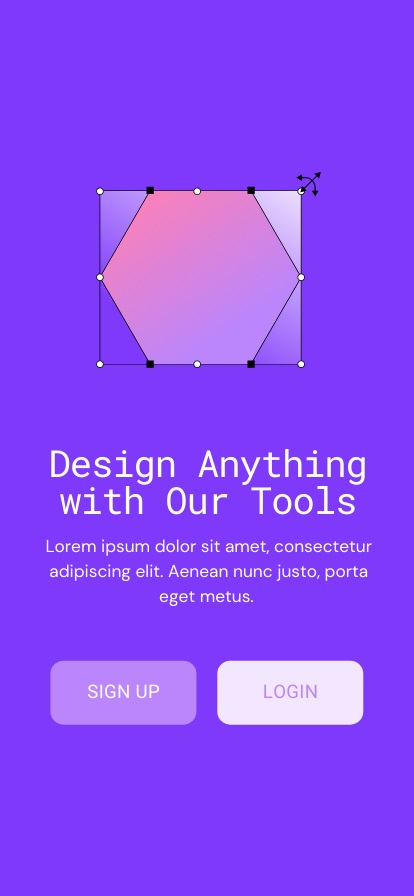 Design Anything
with Our Tools
Lorem ipsum dolor sit amet, consectetur
adipiscing elit. Aenean nunc justo, porta
eget metus.
SIGN UP
LOGIN